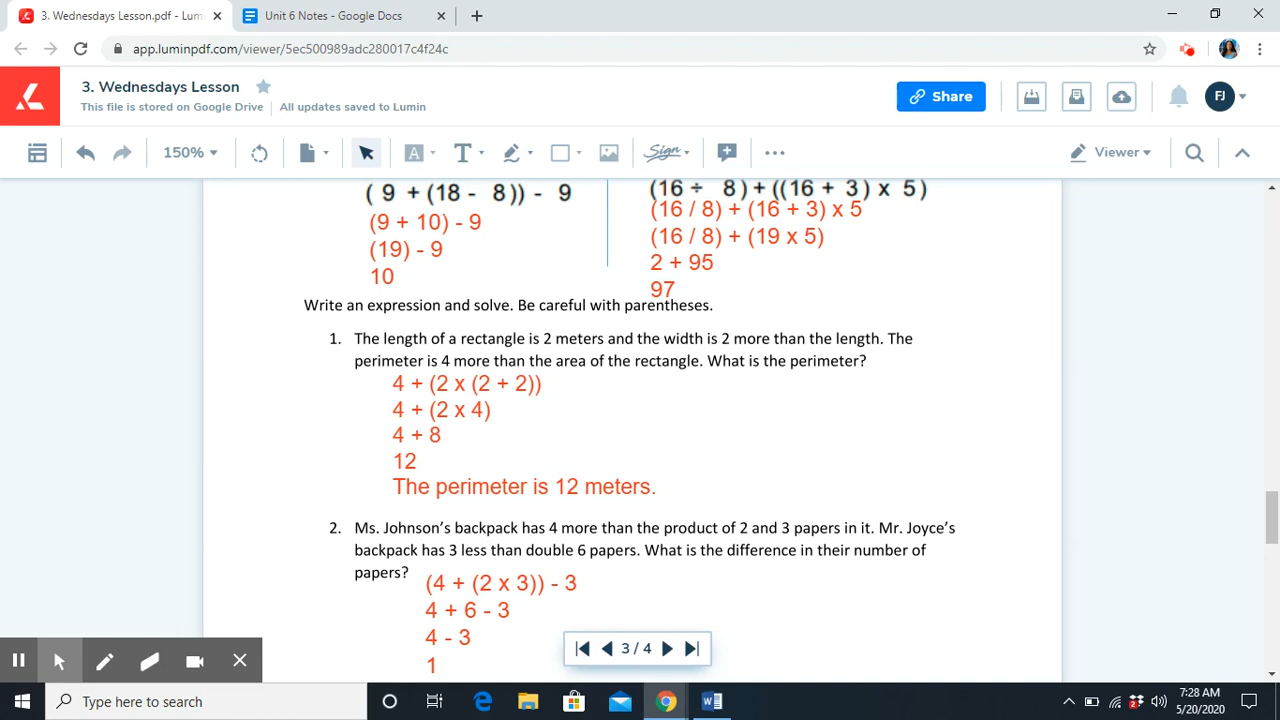 3. Wednesdays Lesson.pdf - Lum
Unit 6 Notes - Google Docs
app.luminpdf.com/viewer/5ec500989adc280017c4f24c
3. Wednesdays Lesson
This file is stored on Google Drive | All updates saved to Lumin
Share
FJ
150%
A
T
Sign
Viewer
( 9 + (18 - 8)) - 9
(9 + 10) - 9
(19) - 9
10
(16 ÷ 8) + ((16 + 3) x 5)
(16 / 8) + (16 + 3) x 5
(16 / 8) + (19 x 5)
2 + 95
97
Write an expression and solve. Be careful with parentheses.
1. The length of a rectangle is 2 meters and the width is 2 more than the length. The
perimeter is 4 more than the area of the rectangle. What is the perimeter?
4 + (2 x (2 + 2))
4 + (2 x 4)
4 + 8
12
The perimeter is 12 meters.
2. Ms. Johnson's backpack has 4 more than the product of 2 and 3 papers in it. Mr. Joyce's
backpack has 3 less than double 6 papers. What is the difference in their number of
papers?
(4 + (2 x 3)) - 3
4 + 6 - 3
4 - 3
1
3 / 4
Type here to search
7:28 AM
5/20/2020